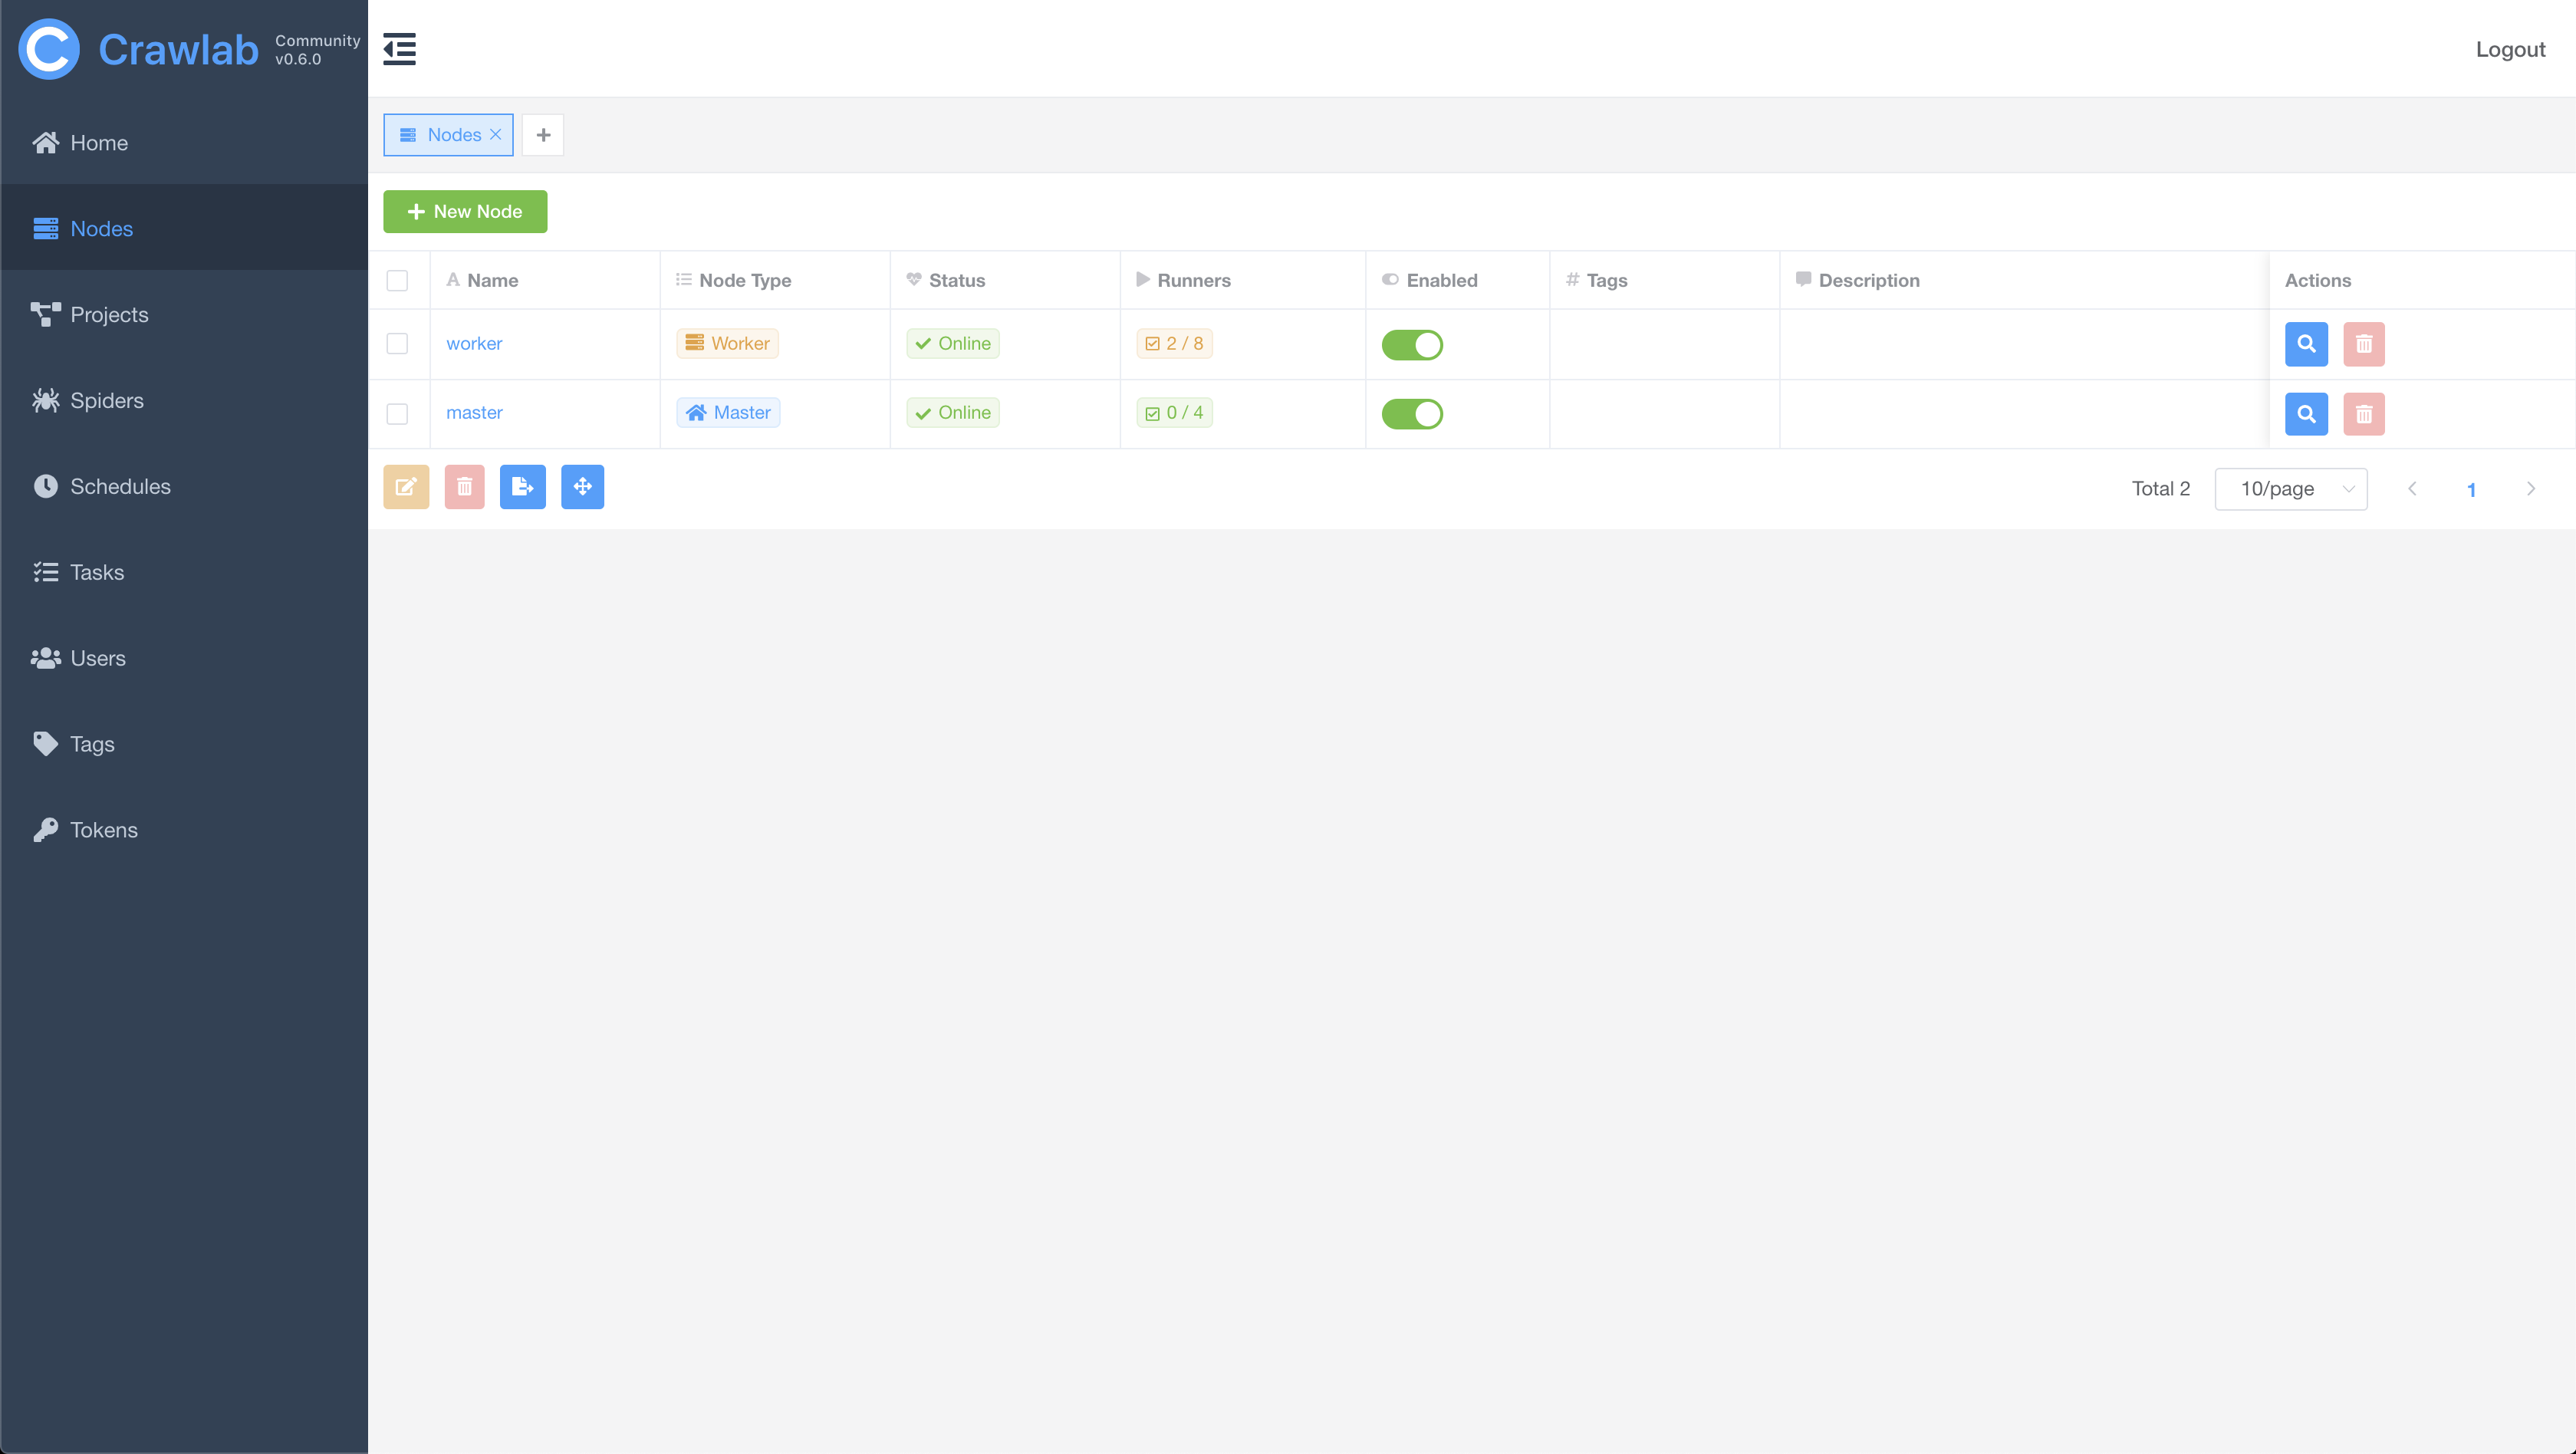 Crawlab
Community
v0.6.0
Logout
Home
Nodes
Projects
Spiders
Schedules
Tasks
Users
Tags
Tokens
Nodes
New Node
Name Node Type Status Runners Enabled Tags Description Actions
worker Worker Online 2 / 8
master Master Online 0 / 4
Total 2 10/page 1